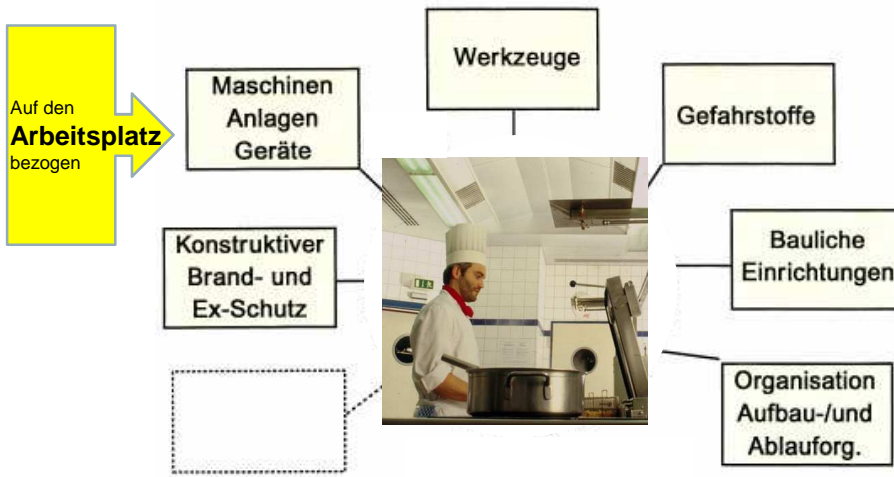 Auf den
Arbeitsplatz
bezogen
Maschinen
Anlagen
Geräte
Werkzeuge
Gefahrstoffe
Konstruktiver
Brand- und
Ex-Schutz
Bauliche
Einrichtungen
Organisation
Aufbau-/und
Ablauforg.